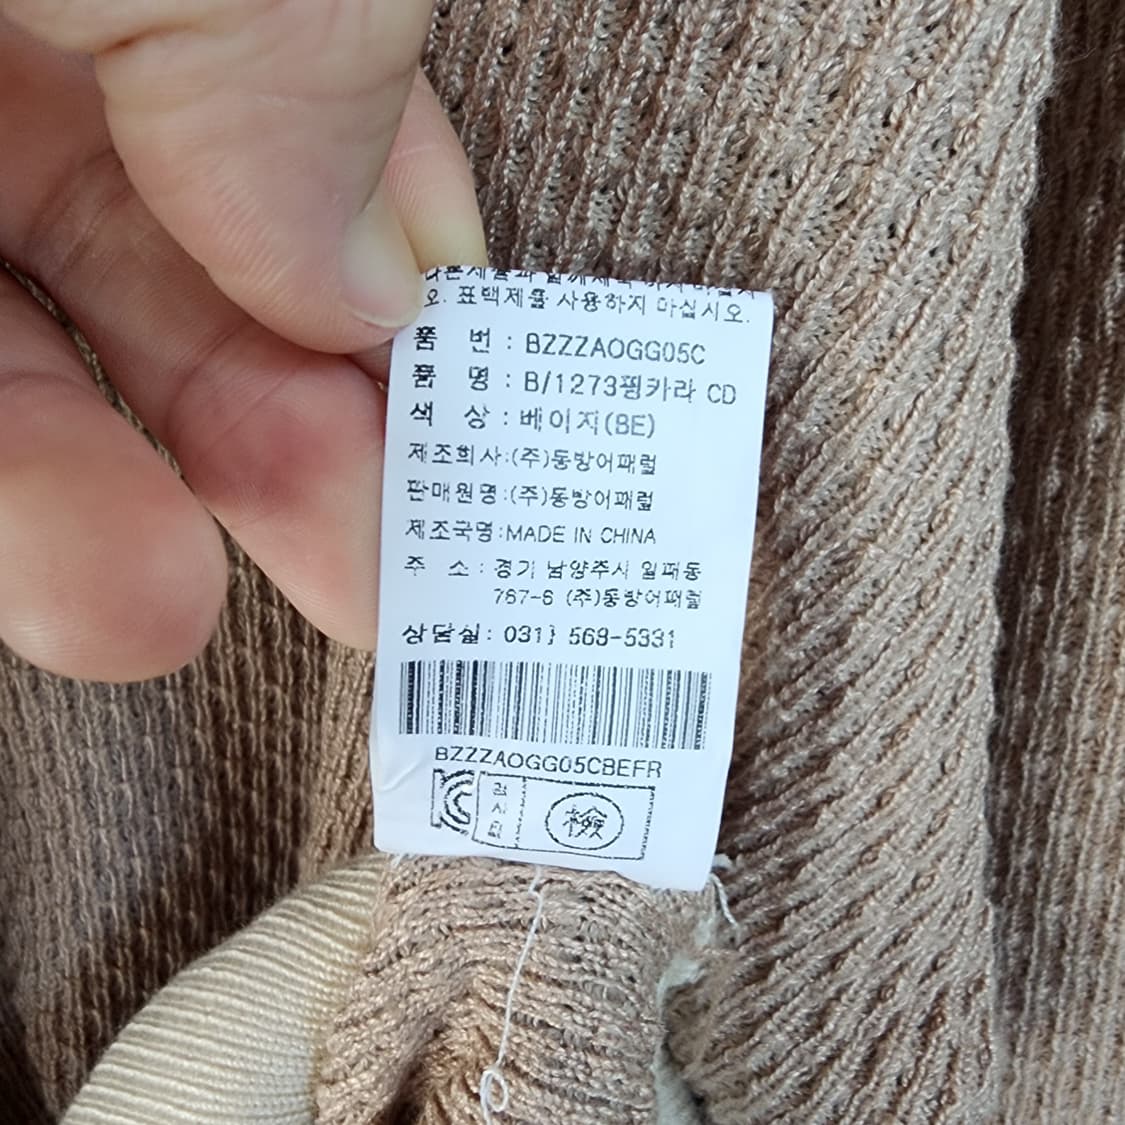 오. 표백제를 사용하지 마십시오.
품 번 : BZZZAOGG05C
품 명 : B/1273핑카라 CD
색 상 : 베이지(BE)
제조회사:(주)동방어패럴
판매원명:(주)동방어패럴
제조국명:MADE IN CHINA
주 소 : 경기 남양주시 일패동
767-6 (주)동방어패럴
상담실: 031) 569-5331
BZZZAOGG05CBEFR
검
사
필
檢